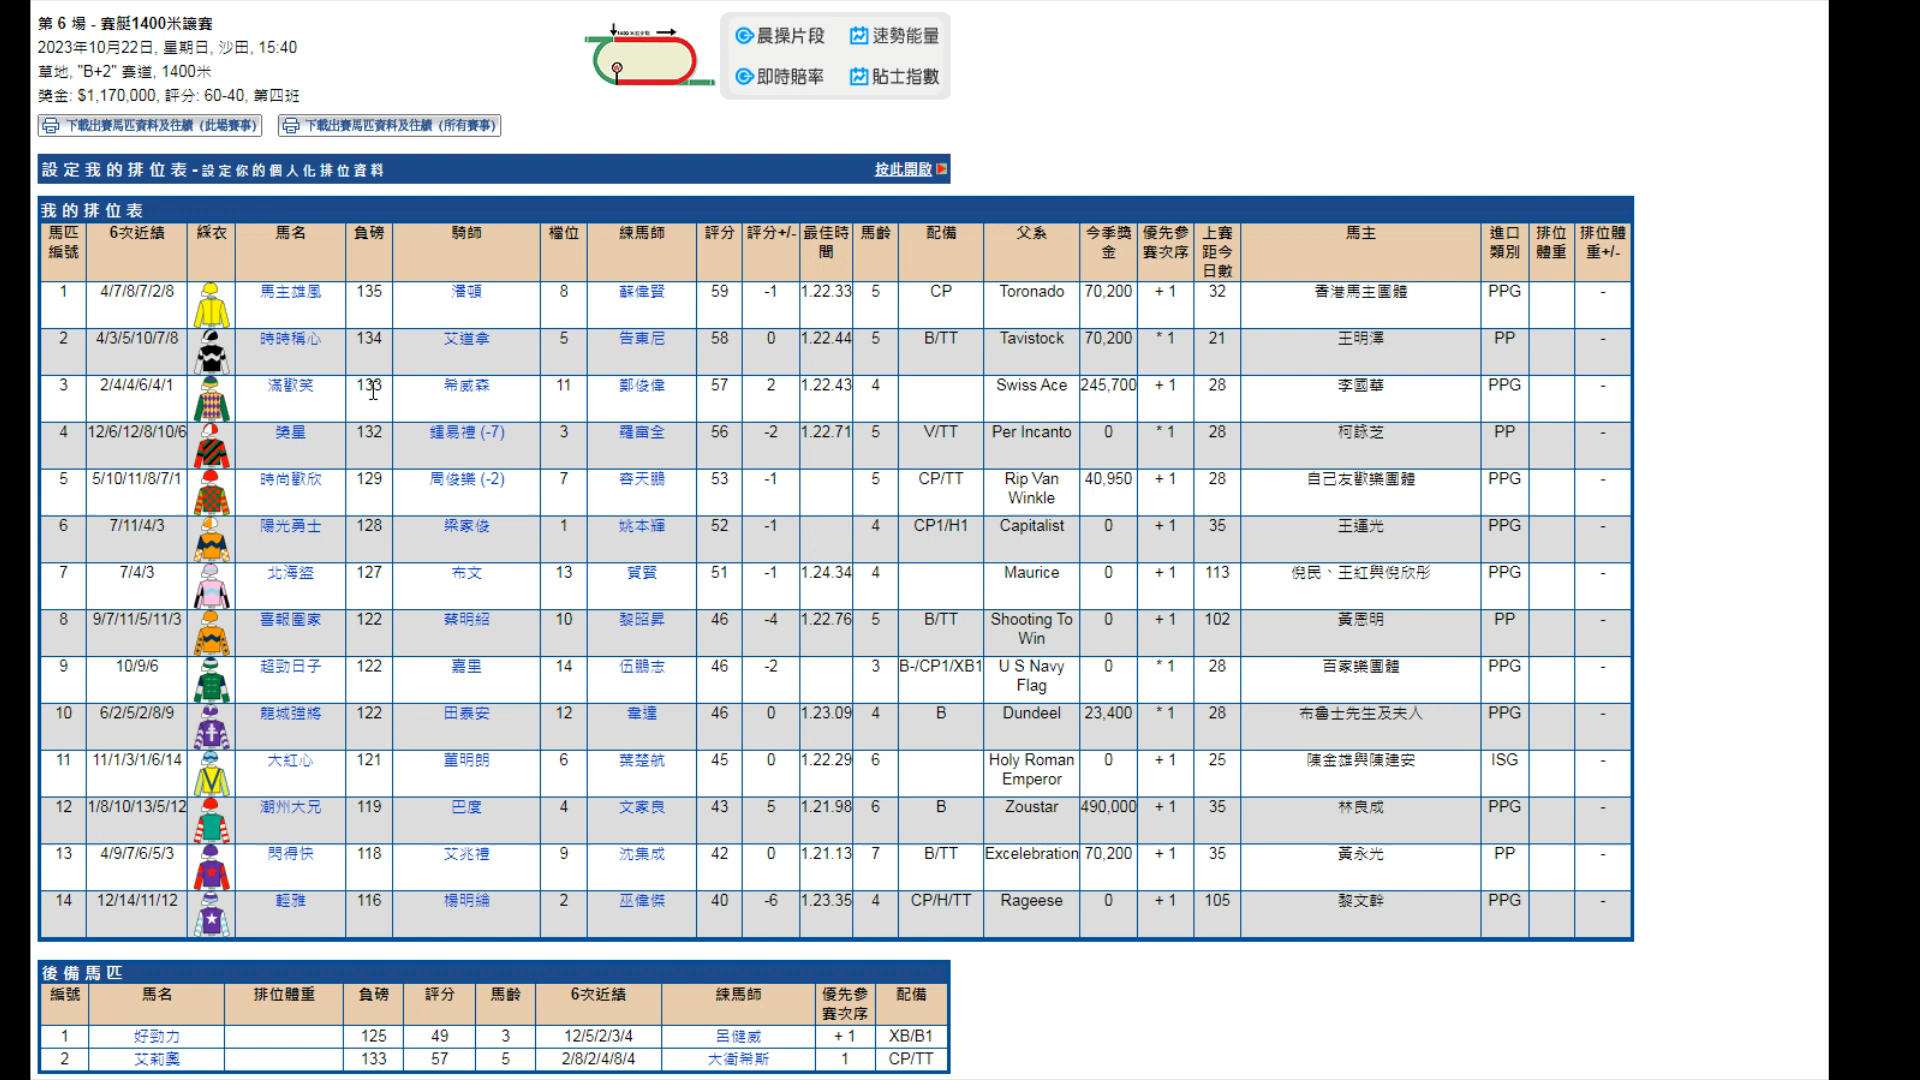 第 6 場 - 賽艇1400米讓賽
2023年10月22日, 星期日, 沙田, 15:40
草地, "B+2" 賽道, 1400米
獎金: $1,170,000, 評分: 60-40, 第四班
晨操片段 速勢能量
即時賠率 貼士指數
下載出賽馬匹資料及往績 (此場賽事) 下載出賽馬匹資料及往績 (所有賽事)
設定我的排位表-設定你的個人化排位資料 按此開啟
我的排位表
馬匹編號 6次近績 綵衣 馬名 負磅 騎師 檔位 練馬師 評分 評分+/- 最佳時間 馬齡 配備 父系 今季獎金 優先參賽次序 上賽距今日數 馬主 進口類別 排位體重 排位體重+/-
1 4/7/8/7/2/8 馬主雄風 135 潘頓 8 蘇偉賢 59 -1 1.22.33 5 CP Toronado 70,200 + 1 32 香港馬主團體 PPG -
2 4/3/5/10/7/8 時時稱心 134 艾道拿 5 告東尼 58 0 1.22.44 5 B/TT Tavistock 70,200 * 1 21 王明澤 PP -
3 2/4/4/6/4/1 滿歡笑 133 希威森 11 鄭俊偉 57 2 1.22.43 4 Swiss Ace 245,700 + 1 28 李國華 PPG -
4 12/6/12/8/10/6 獎星 132 鍾易禮 (-7) 3 羅富全 56 -2 1.22.71 5 V/TT Per Incanto 0 * 1 28 柯詠芝 PP -
5 5/10/11/8/7/1 時尚歡欣 129 周俊樂 (-2) 7 容天鵬 53 -1 5 CP/TT Rip Van Winkle 40,950 + 1 28 自己友歡樂團體 PPG -
6 7/11/4/3 陽光勇士 128 梁家俊 1 姚本輝 52 -1 4 CP1/H1 Capitalist 0 + 1 35 王運光 PPG -
7 7/4/3 北海盜 127 布文 13 賀賢 51 -1 1.24.34 4 Maurice 0 + 1 113 倪民、王紅與倪欣彤 PPG -
8 9/7/11/5/11/3 喜報團家 122 蔡明紹 10 黎昭昇 46 -4 1.22.76 5 B/TT Shooting To Win 0 + 1 102 黃恩明 PP -
9 10/9/6 超勁日子 122 嘉里 14 伍鵬志 46 -2 3 B-/CP1/XB1 U S Navy Flag 0 * 1 28 百家樂團體 PPG -
10 6/2/5/2/8/9 龍城強將 122 田泰安 12 韋達 46 0 1.23.09 4 B Dundeel 23,400 * 1 28 布魯士先生及夫人 PPG -
11 11/1/3/1/6/14 大紅心 121 董明朗 6 葉楚航 45 0 1.22.29 6 Holy Roman Emperor 0 + 1 25 陳金雄與陳建安 ISG -
12 1/8/10/13/5/12 潮州大兄 119 巴度 4 文家良 43 5 1.21.98 6 B Zoustar 490,000 + 1 35 林良成 PPG -
13 4/9/7/6/5/3 閃得快 118 艾兆禮 9 沈集成 42 0 1.21.13 7 B/TT Excelebration 70,200 + 1 35 黃永光 PP -
14 12/14/11/12 輕雅 116 楊明綸 2 巫偉傑 40 -6 1.23.35 4 CP/H/TT Rageese 0 + 1 105 黎文幹 PPG -
後備馬匹
編號 馬名 排位體重 負磅 評分 馬齡 6次近績 練馬師 優先參賽次序 配備
1 好勁力 125 49 3 12/5/2/3/4 呂健威 + 1 XB/B1
2 艾莉奧 133 57 5 2/8/2/4/8/4 大衛希斯 1 CP/TT